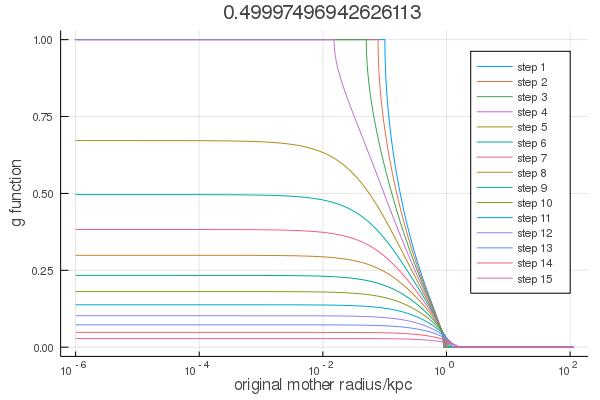 0.49997496942626113
1.00
0.75
0.50
0.25
0.00
g function
10^-6
10^-4
10^-2
10^0
10^2
original mother radius/kpc
step 1
step 2
step 3
step 4
step 5
step 6
step 7
step 8
step 9
step 10
step 11
step 12
step 13
step 14
step 15